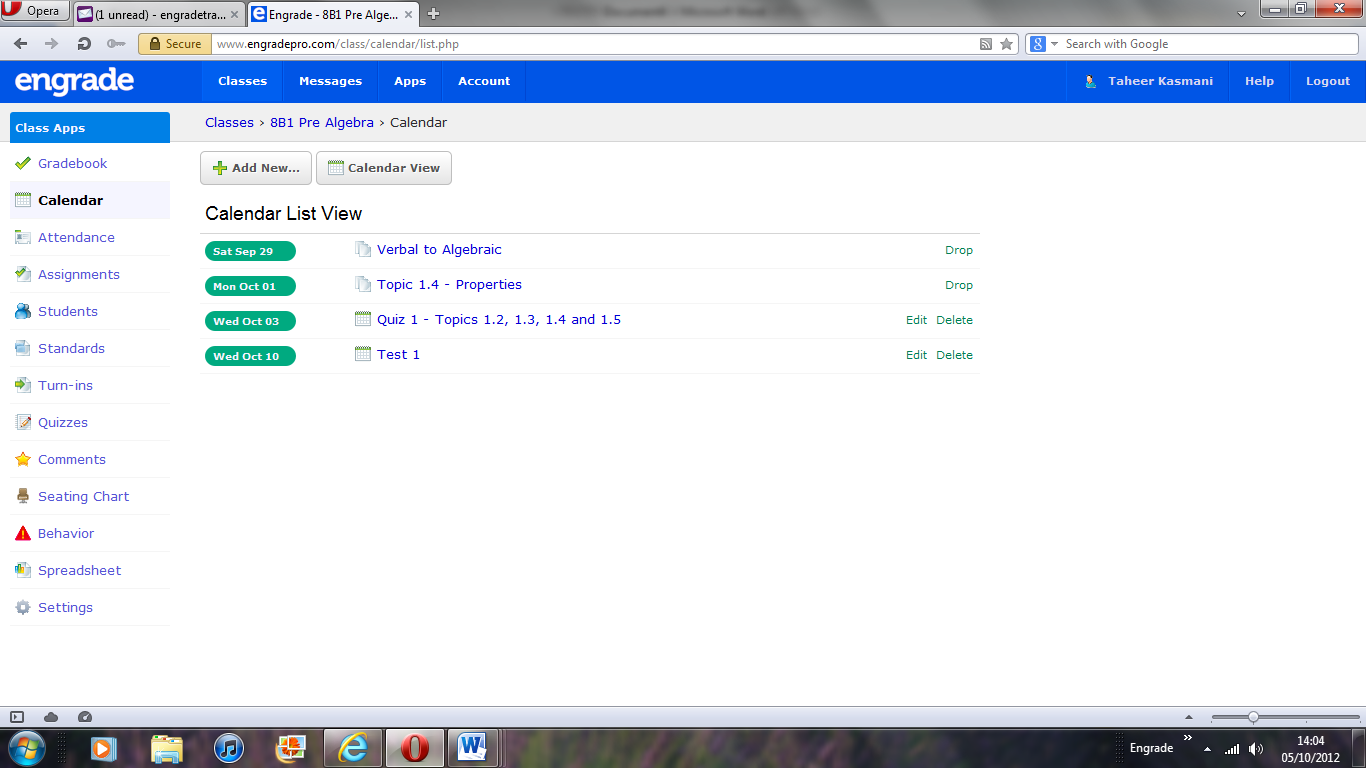 Opera
(1 unread) - engradetra...
Engrade - 8B1 Pre Alge...
Secure
www.engradepro.com/class/calendar/list.php
Search with Google
engrade
Classes Messages Apps Account
Taheer Kasmani Help Logout
Class Apps
Gradebook
Calendar
Attendance
Assignments
Students
Standards
Turn-ins
Quizzes
Comments
Seating Chart
Behavior
Spreadsheet
Settings
Classes › 8B1 Pre Algebra › Calendar
Add New... Calendar View
Calendar List View
Sat Sep 29 Verbal to Algebraic Drop
Mon Oct 01 Topic 1.4 - Properties Drop
Wed Oct 03 Quiz 1 - Topics 1.2, 1.3, 1.4 and 1.5 Edit Delete
Wed Oct 10 Test 1 Edit Delete
Engrade
14:04
05/10/2012